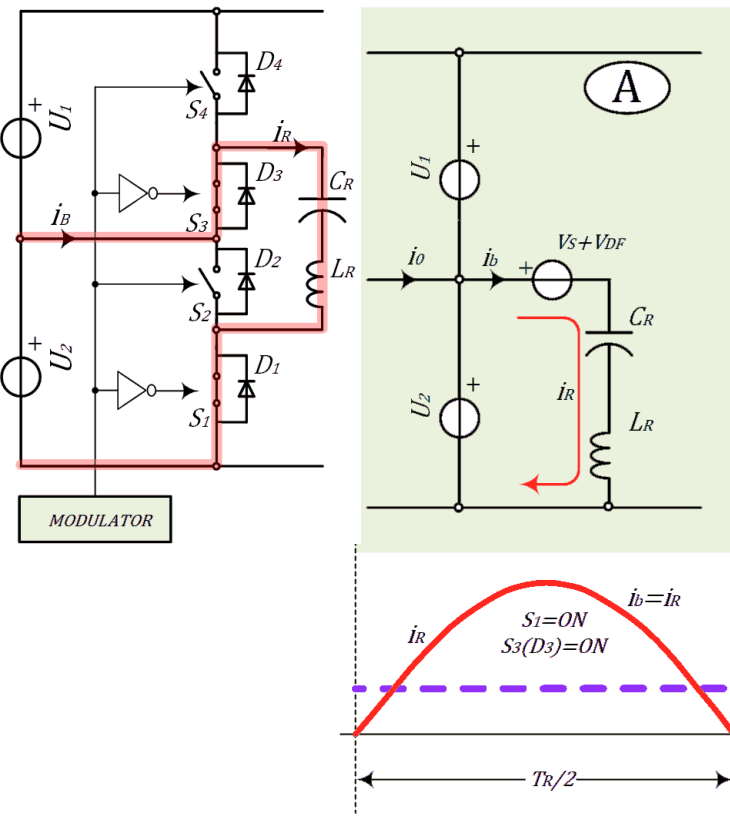 D4
S4
+
U1
iR
D3
CR
S3
iB
D2
LR
S2
+
U2
D1
S1
MODULATOR
A
+
U1
VS+VDF
i0
ib
+
CR
+
U2
iR
LR
iR
ib=iR
S1=ON
S3(D3)=ON
TR/2